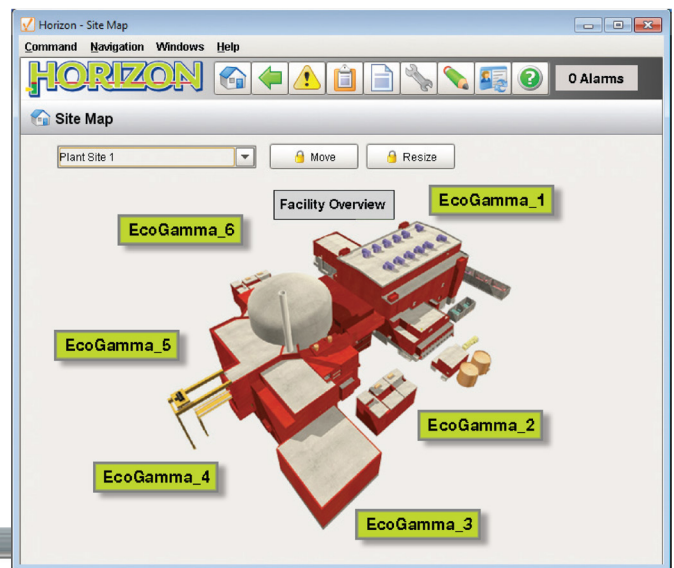 Horizon - Site Map
Command Navigation Windows Help
HORIZON
0 Alarms
Site Map
Plant Site 1
Move
Resize
Facility Overview
EcoGamma_1
EcoGamma_6
EcoGamma_5
EcoGamma_2
EcoGamma_4
EcoGamma_3